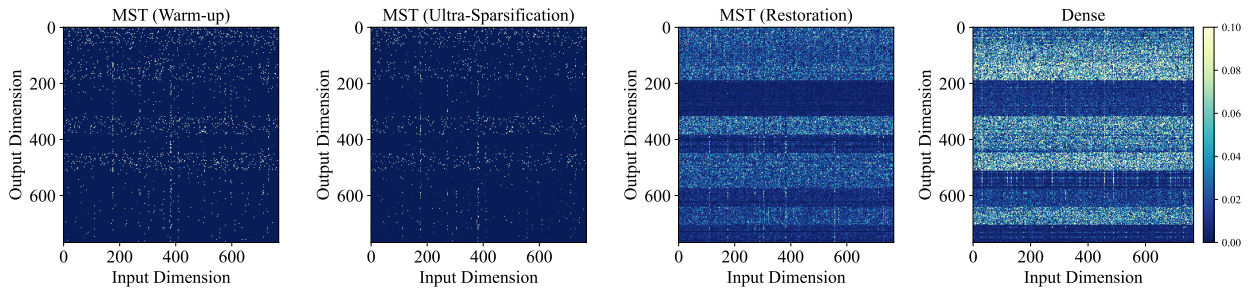 MST (Warm-up)
0
200
400
600
Output Dimension
0 200 400 600
Input Dimension
MST (Ultra-Sparsification)
0
200
400
600
Output Dimension
0 200 400 600
Input Dimension
MST (Restoration)
0
200
400
600
Output Dimension
0 200 400 600
Input Dimension
Dense
0
200
400
600
Output Dimension
0 200 400 600
Input Dimension
0.10
0.08
0.06
0.04
0.02
0.00